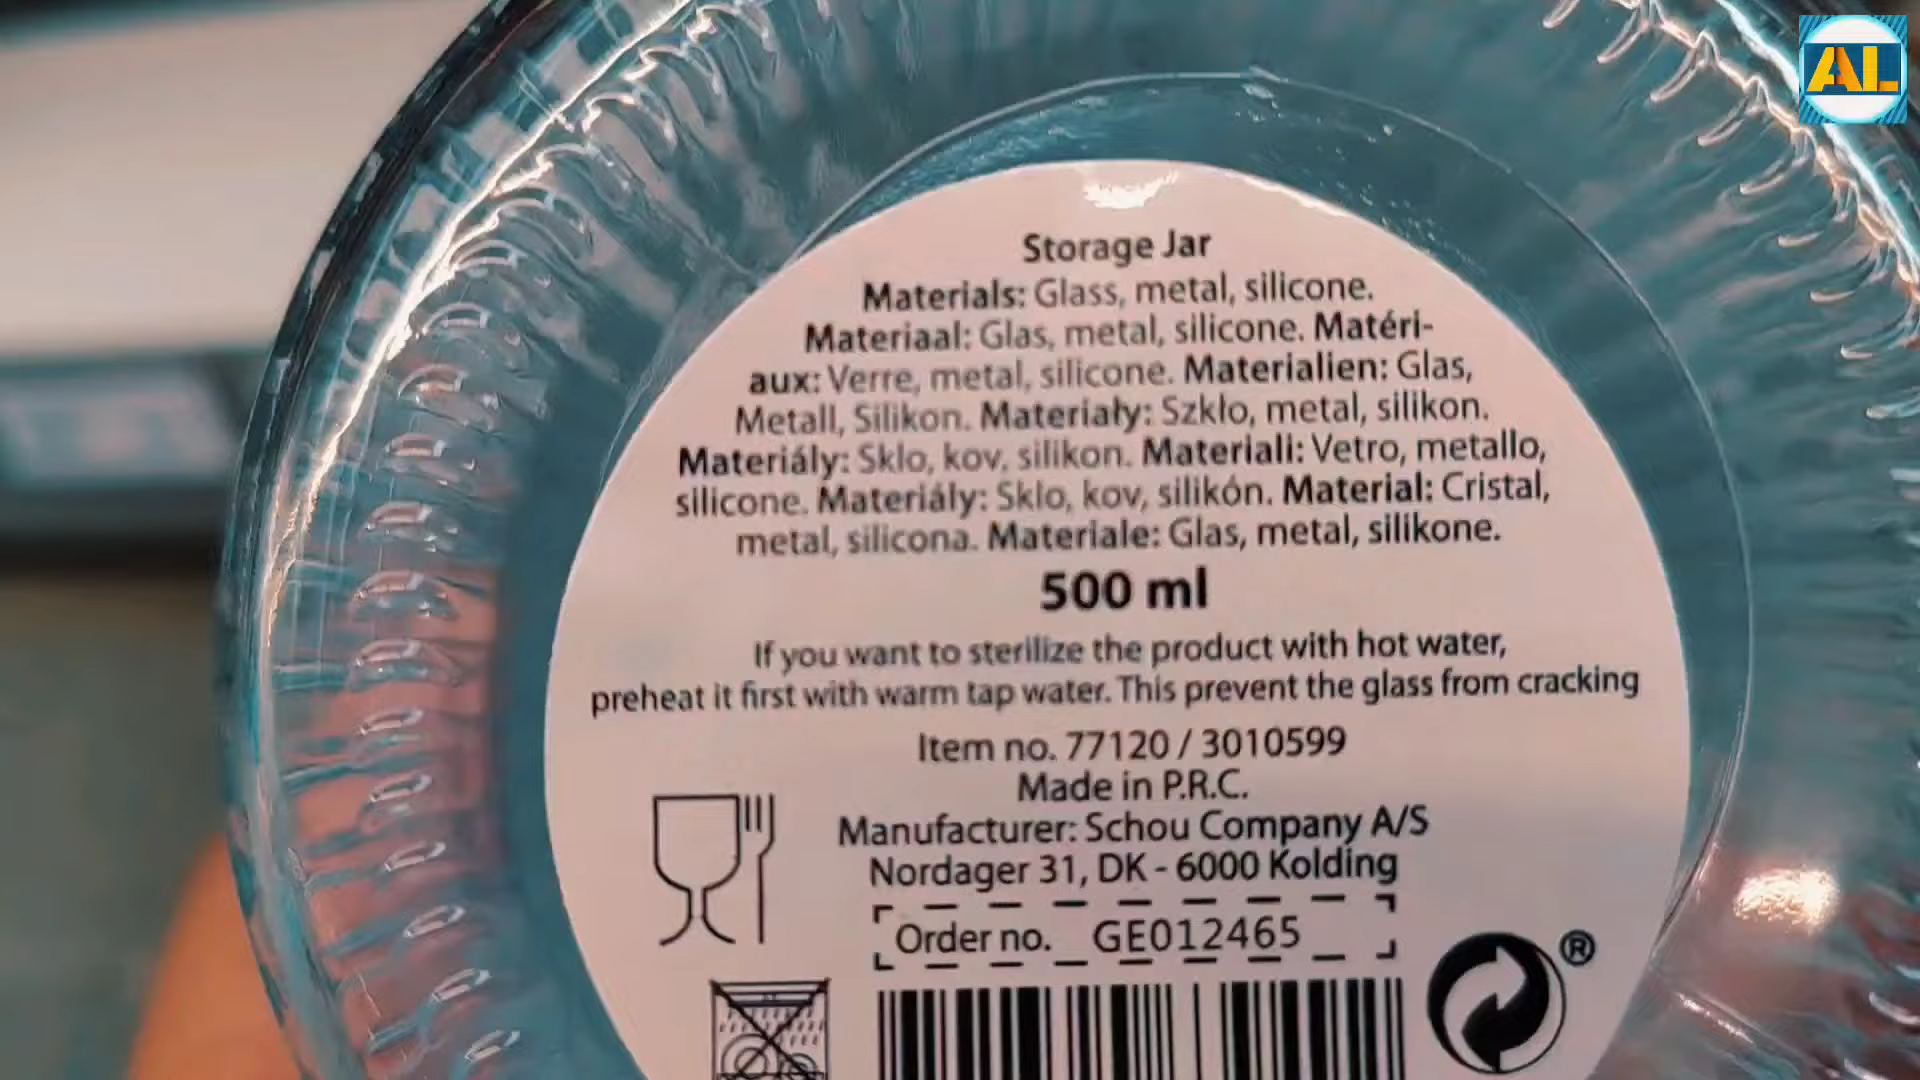 AL
Storage Jar
Materials: Glass, metal, silicone.
Materiaal: Glas, metal, silicone. Matéri-
aux: Verre, metal, silicone. Materialien: Glas,
Metall, Silikon. Materiały: Szkło, metal, silikon.
Materiály: Sklo, kov, silikon. Materiali: Vetro, metallo,
silicone. Materiály: Sklo, kov, silikón. Material: Cristal,
metal, silicona. Materiale: Glas, metal, silikone.
500 ml
If you want to sterilize the product with hot water,
preheat it first with warm tap water. This prevent the glass from cracking
Item no. 77120 / 3010599
Made in P.R.C.
Manufacturer: Schou Company A/S
Nordager 31, DK - 6000 Kolding
Order no. GE012465
®